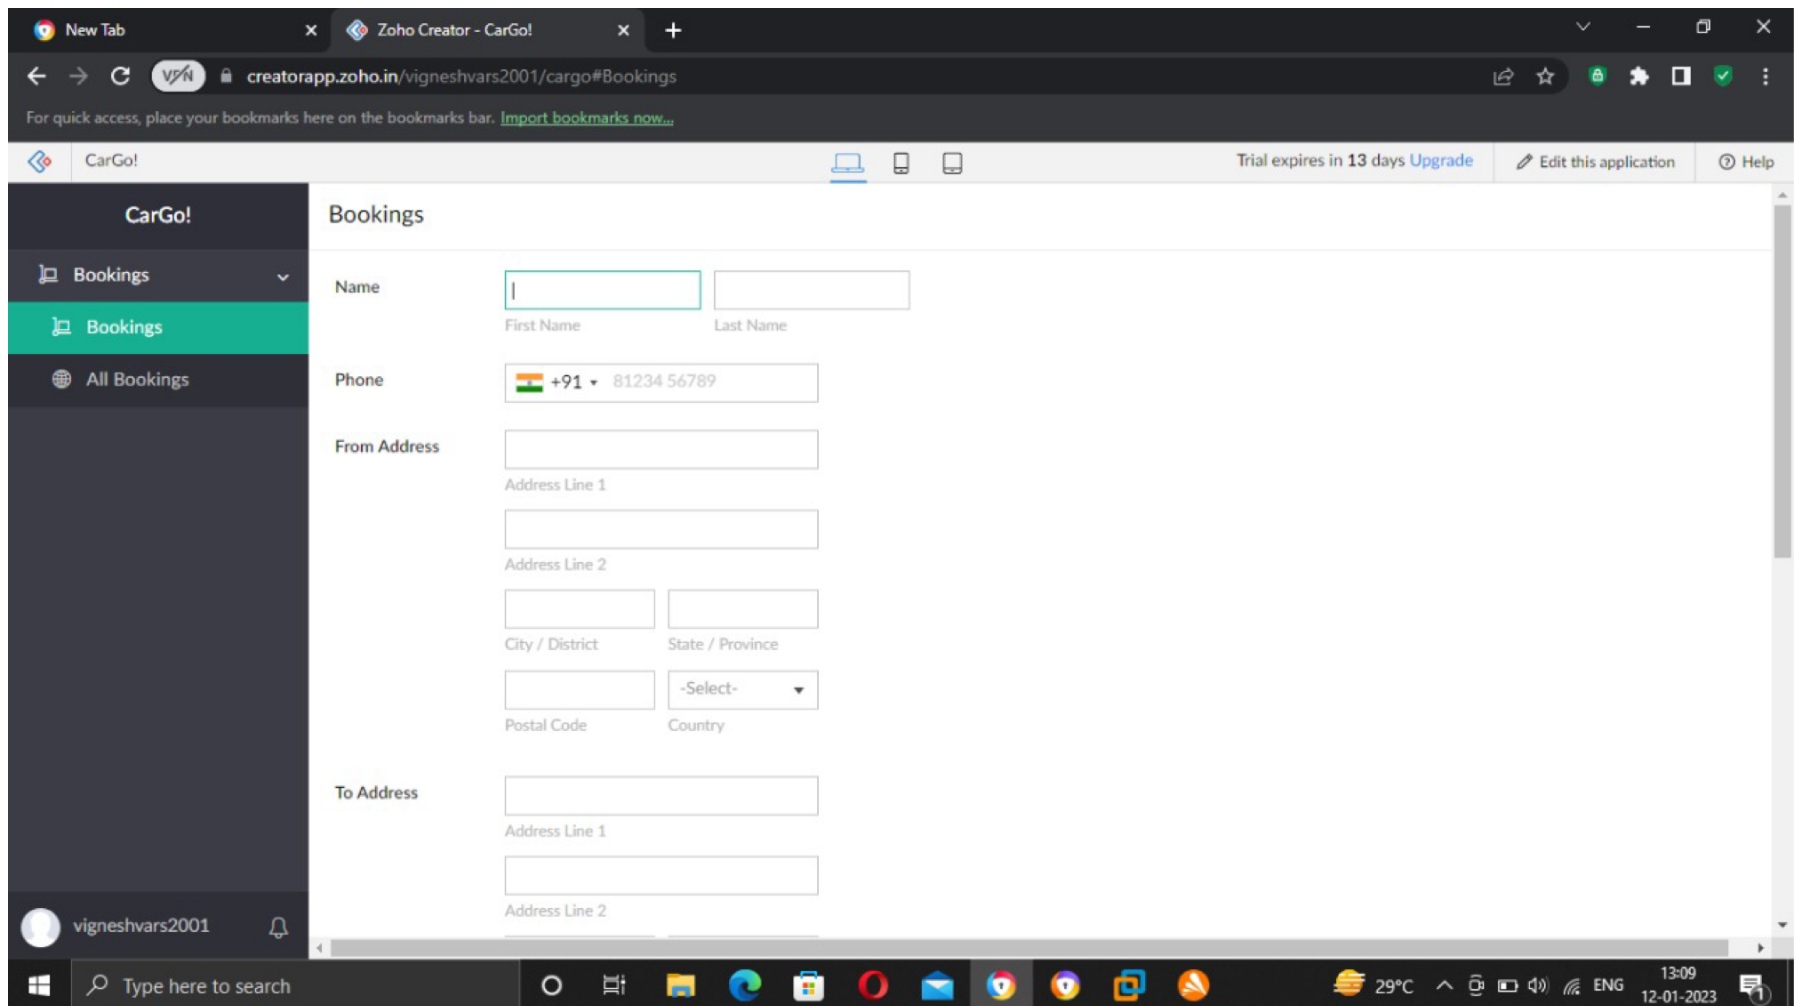 New Tab
Zoho Creator - CarGo!
VPN
creatorapp.zoho.in/vigneshvars2001/cargo#Bookings
For quick access, place your bookmarks here on the bookmarks bar. Import bookmarks now...
CarGo!
Trial expires in 13 days Upgrade
Edit this application
Help
CarGo!
Bookings
Bookings
All Bookings
vigneshvars2001
Bookings
Name
First Name
Last Name
Phone
+91
81234 56789
From Address
Address Line 1
Address Line 2
City / District
State / Province
-Select-
Postal Code
Country
To Address
Address Line 1
Address Line 2
Type here to search
29°C
ENG
13:09
12-01-2023
1